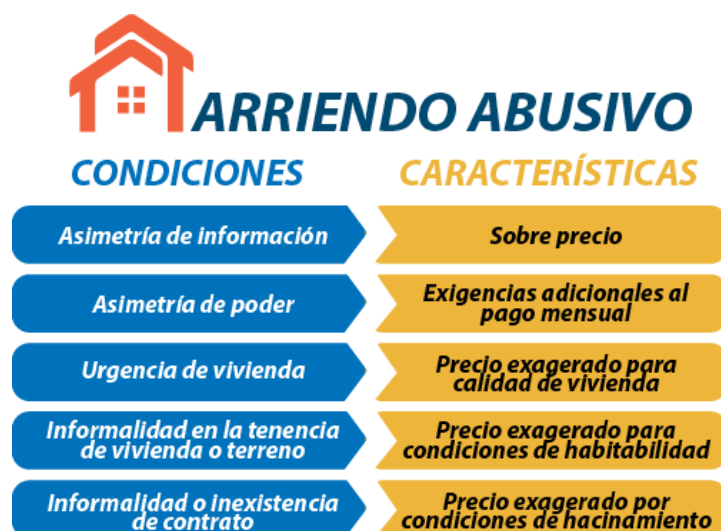 ARRIENDO ABUSIVO
CONDICIONES
CARACTERÍSTICAS
Asimetría de información
Sobre precio
Asimetría de poder
Exigencias adicionales al
pago mensual
Urgencia de vivienda
Precio exagerado para
calidad de vivienda
Informalidad en la tenencia
de vivienda o terreno
Precio exagerado para
condiciones de habitabilidad
Informalidad o inexistencia
de contrato
Precio exagerado por
condiciones de hacinamiento